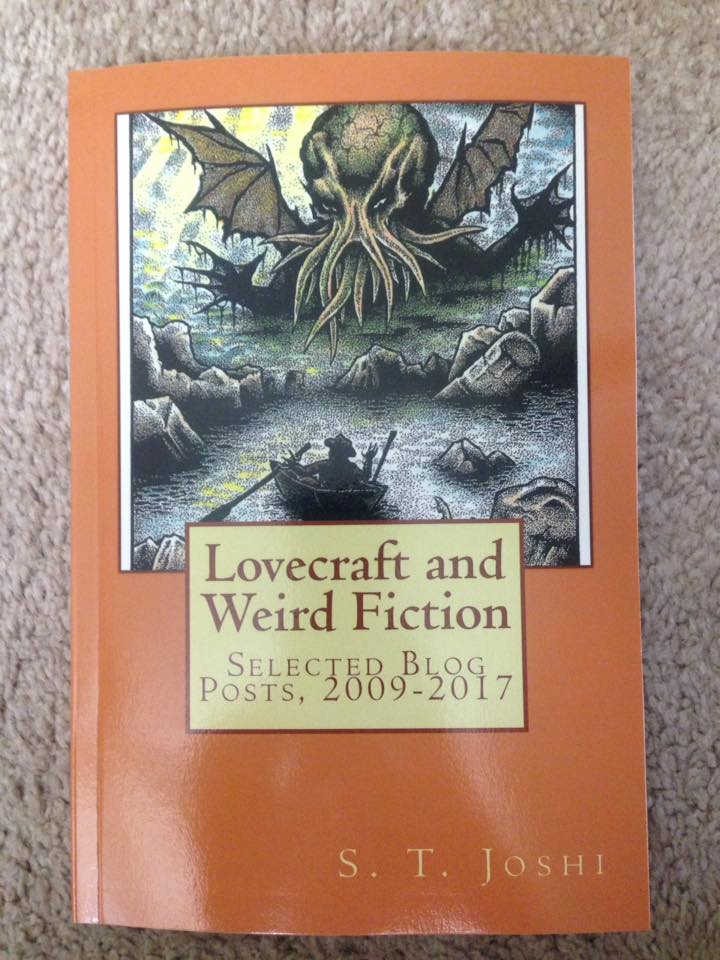 Lovecraft and
Weird Fiction
Selected Blog
Posts, 2009-2017
S. T. Joshi